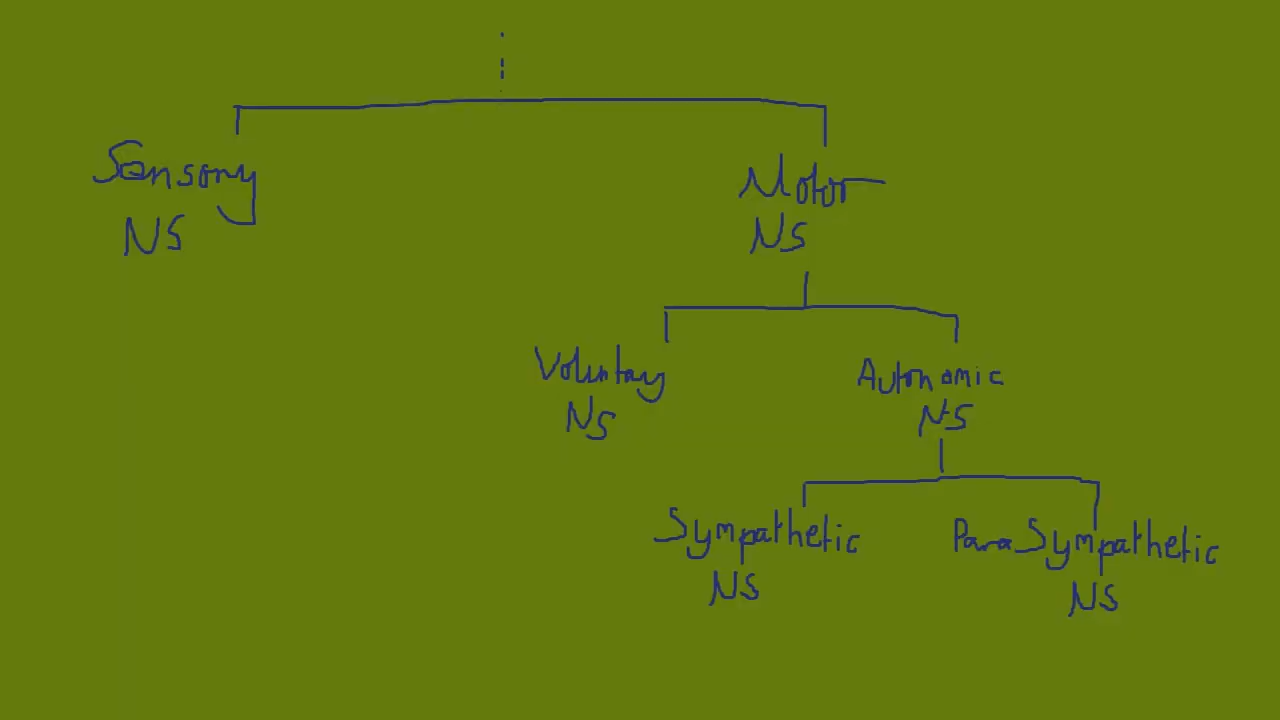 Sensory
NS
Motor
NS
Voluntary
NS
Autonomic
NS
Sympathetic
NS
ParaSympathetic
NS